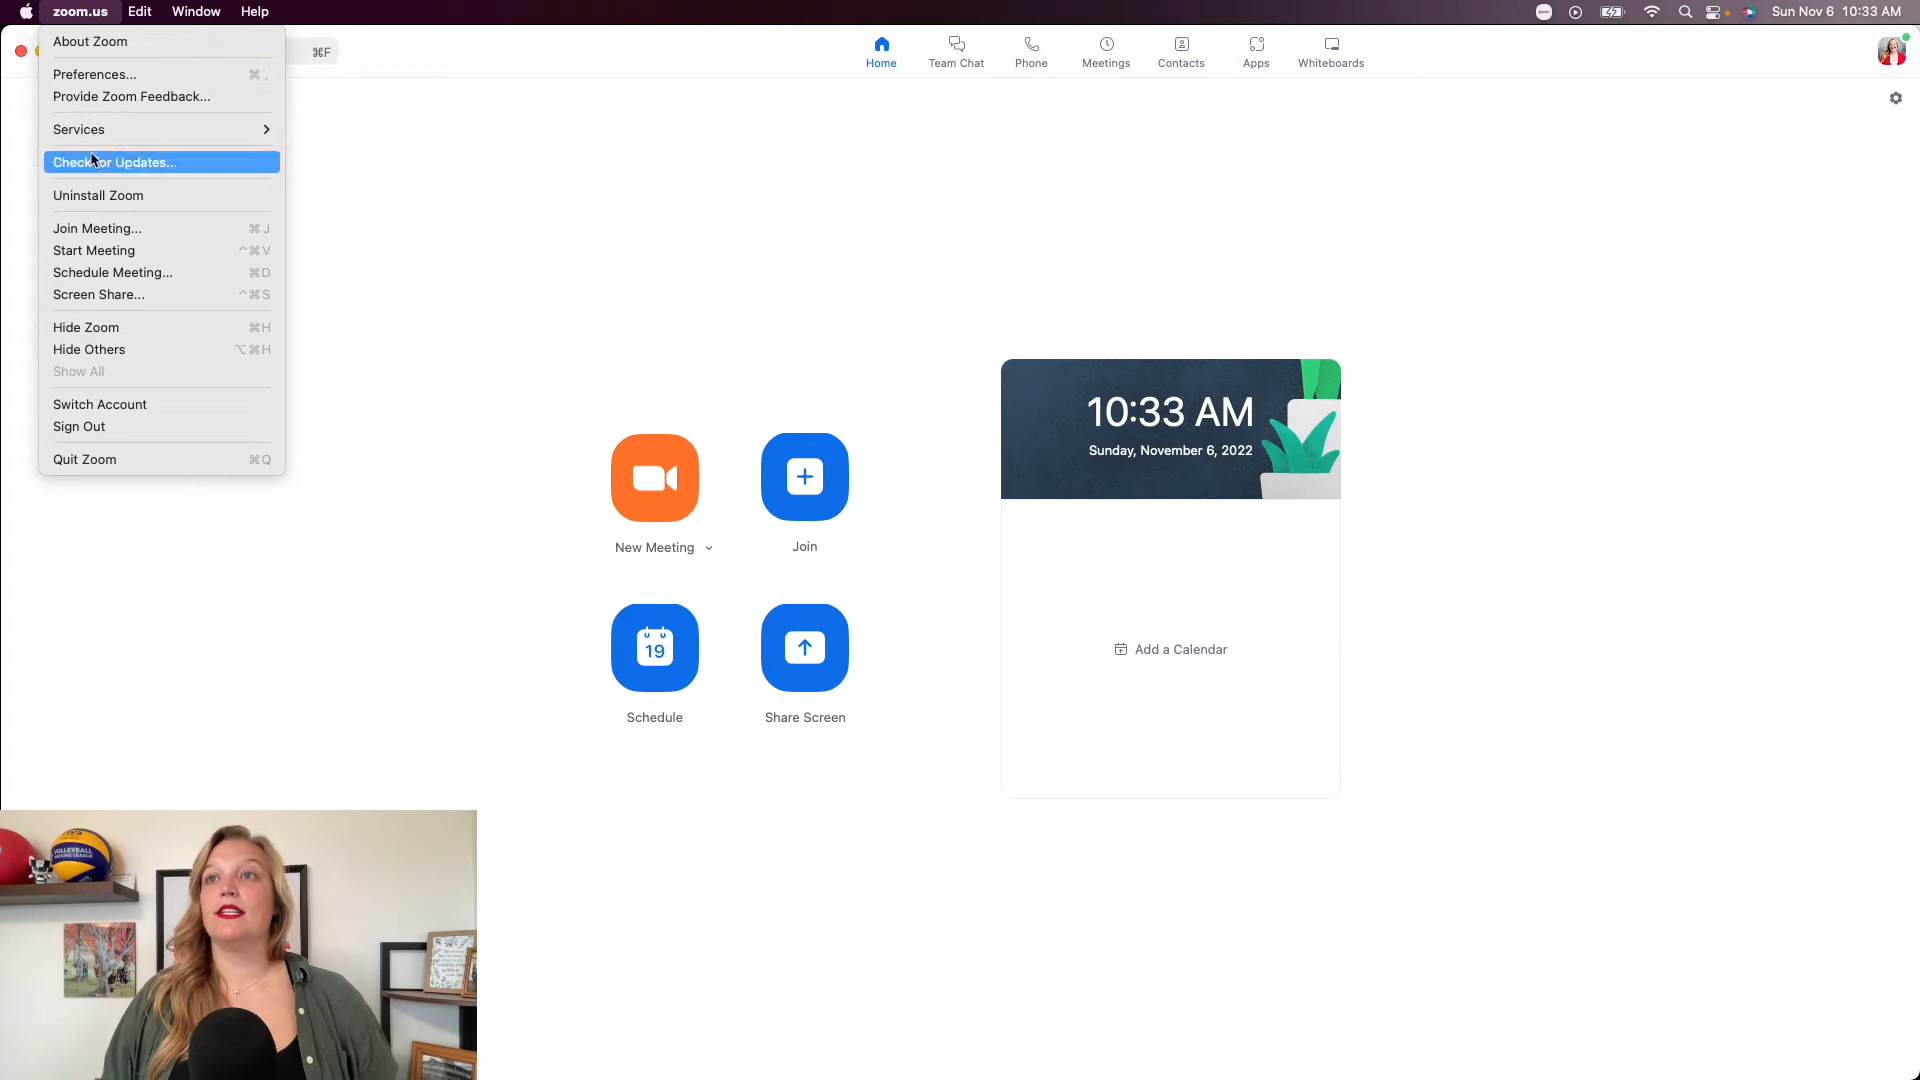 zoom.us Edit Window Help
Sun Nov 6 10:33 AM
About Zoom
Preferences... ⌘,
Provide Zoom Feedback...
Services
Check for Updates...
Uninstall Zoom
Join Meeting... ⌘J
Start Meeting ^⌘V
Schedule Meeting... ⌘D
Screen Share... ^⌘S
Hide Zoom ⌘H
Hide Others ⌥⌘H
Show All
Switch Account
Sign Out
Quit Zoom ⌘Q
⌘F
Home Team Chat Phone Meetings Contacts Apps Whiteboards
10:33 AM
Sunday, November 6, 2022
New Meeting
Join
19
Schedule
Share Screen
Add a Calendar
VOLLEYBALL
NATIONS LEAGUE